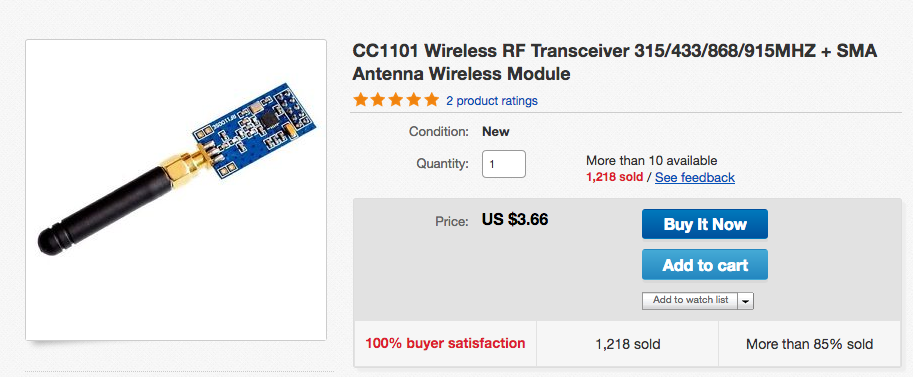 CC1101 Wireless RF Transceiver 315/433/868/915MHZ + SMA
Antenna Wireless Module
2 product ratings
Condition: New
Quantity: 1
More than 10 available
1,218 sold / See feedback
Price: US $3.66
Buy It Now
Add to cart
Add to watch list
100% buyer satisfaction
1,218 sold
More than 85% sold